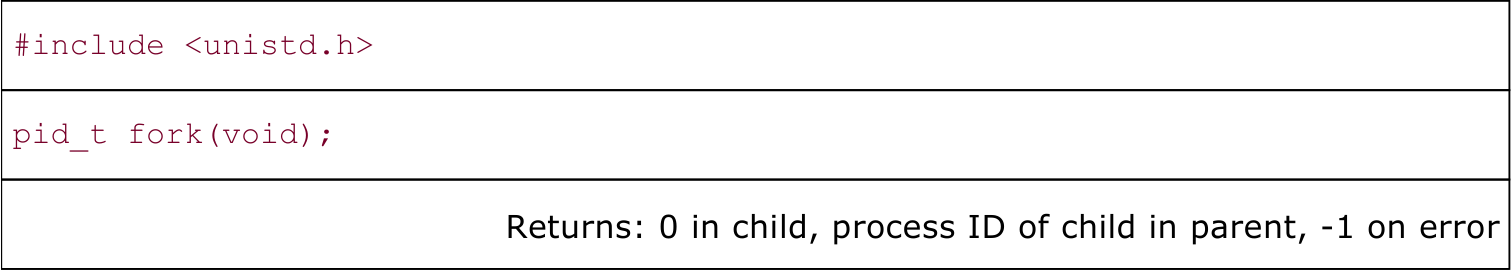 #include <unistd.h>
pid_t fork(void);
Returns: 0 in child, process ID of child in parent, -1 on error